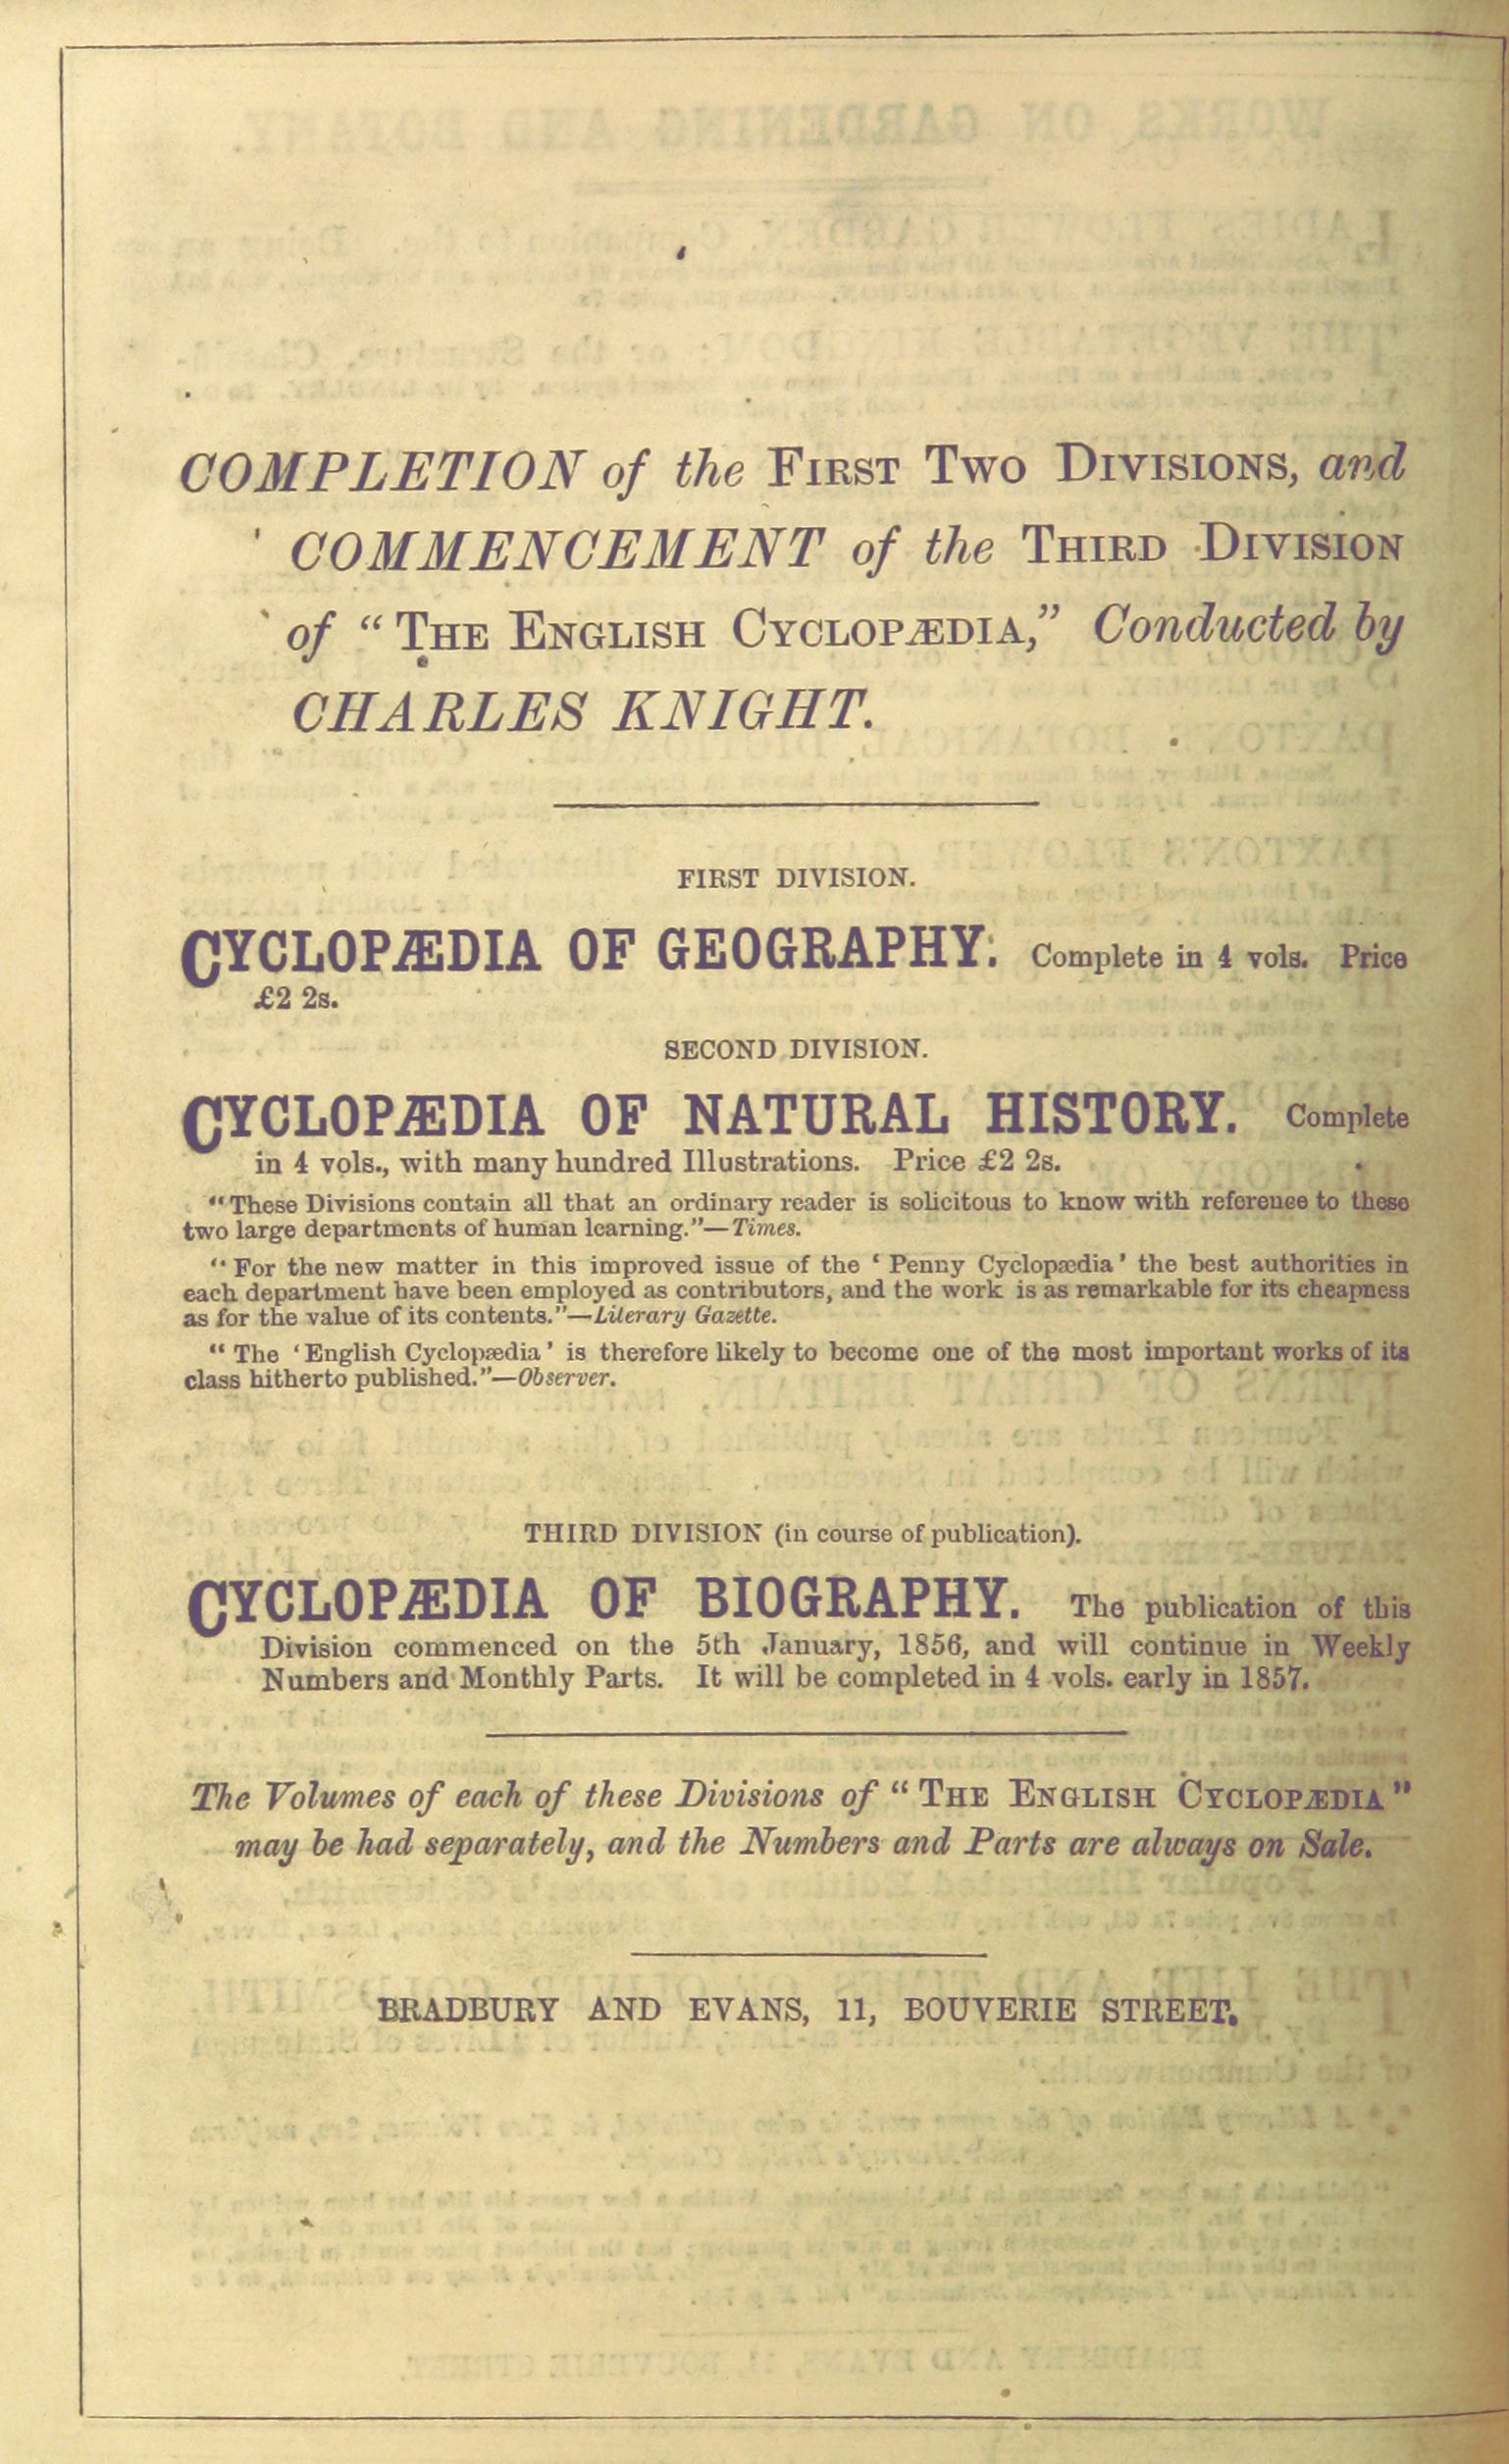 COMPLETION of the First Two Divisions, and
COMMENCEMENT of the Third Division
of “The English Cyclopædia,” Conducted by
CHARLES KNIGHT.
FIRST DIVISION.
CYCLOPÆDIA OF GEOGRAPHY. Complete in 4 vols. Price
£2 2s.
SECOND DIVISION.
CYCLOPÆDIA OF NATURAL HISTORY. Complete
in 4 vols., with many hundred Illustrations. Price £2 2s.
“These Divisions contain all that an ordinary reader is solicitous to know with reference to these
two large departments of human learning.”—Times.
“For the new matter in this improved issue of the ‘Penny Cyclopædia’ the best authorities in
each department have been employed as contributors, and the work is as remarkable for its cheapness
as for the value of its contents.”—Literary Gazette.
“The ‘English Cyclopædia’ is therefore likely to become one of the most important works of its
class hitherto published.”—Observer.
THIRD DIVISION (in course of publication).
CYCLOPÆDIA OF BIOGRAPHY. The publication of this
Division commenced on the 5th January, 1856, and will continue in Weekly
Numbers and Monthly Parts. It will be completed in 4 vols. early in 1857.
The Volumes of each of these Divisions of “The English Cyclopædia”
may be had separately, and the Numbers and Parts are always on Sale.
BRADBURY AND EVANS, 11, BOUVERIE STREET.